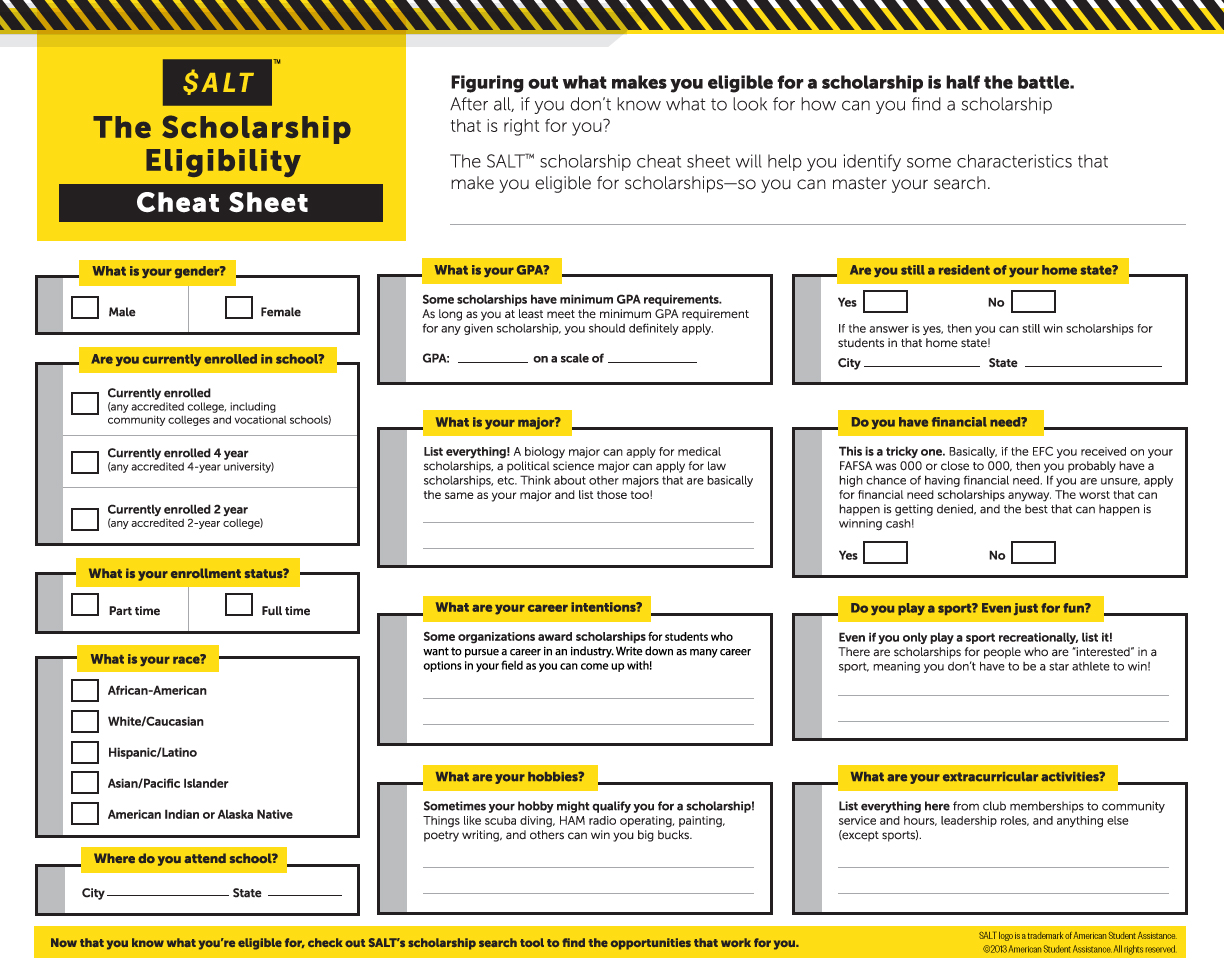 $ALT™
The Scholarship
Eligibility
Cheat Sheet
Figuring out what makes you eligible for a scholarship is half the battle.
After all, if you don’t know what to look for how can you find a scholarship
that is right for you?
The SALT™ scholarship cheat sheet will help you identify some characteristics that
make you eligible for scholarships—so you can master your search.
What is your gender?
Male
Female
Are you currently enrolled in school?
Currently enrolled
(any accredited college, including
community colleges and vocational schools)
Currently enrolled 4 year
(any accredited 4-year university)
Currently enrolled 2 year
(any accredited 2-year college)
What is your enrollment status?
Part time
Full time
What is your race?
African-American
White/Caucasian
Hispanic/Latino
Asian/Pacific Islander
American Indian or Alaska Native
Where do you attend school?
City State
What is your GPA?
Some scholarships have minimum GPA requirements.
As long as you at least meet the minimum GPA requirement
for any given scholarship, you should definitely apply.
GPA: on a scale of
What is your major?
List everything! A biology major can apply for medical
scholarships, a political science major can apply for law
scholarships, etc. Think about other majors that are basically
the same as your major and list those too!
What are your career intentions?
Some organizations award scholarships for students who
want to pursue a career in an industry. Write down as many career
options in your field as you can come up with!
What are your hobbies?
Sometimes your hobby might qualify you for a scholarship!
Things like scuba diving, HAM radio operating, painting,
poetry writing, and others can win you big bucks.
Are you still a resident of your home state?
Yes No
If the answer is yes, then you can still win scholarships for
students in that home state!
City State
Do you have financial need?
This is a tricky one. Basically, if the EFC you received on your
FAFSA was 000 or close to 000, then you probably have a
high chance of having financial need. If you are unsure, apply
for financial need scholarships anyway. The worst that can
happen is getting denied, and the best that can happen is
winning cash!
Yes No
Do you play a sport? Even just for fun?
Even if you only play a sport recreationally, list it!
There are scholarships for people who are “interested” in a
sport, meaning you don’t have to be a star athlete to win!
What are your extracurricular activities?
List everything here from club memberships to community
service and hours, leadership roles, and anything else
(except sports).
Now that you know what you’re eligible for, check out SALT’s scholarship search tool to find the opportunities that work for you.
SALT logo is a trademark of American Student Assistance.
©2013 American Student Assistance. All rights reserved.